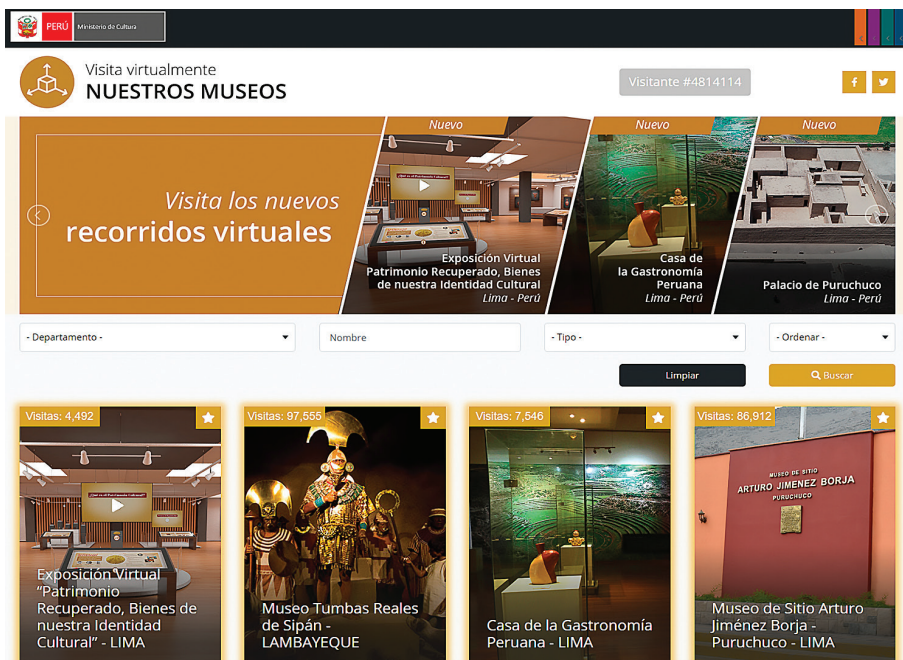 PERÚ
Ministerio de Cultura
Visita virtualmente
NUESTROS MUSEOS
Visitante #4814114
Visita los nuevos
recorridos virtuales
Nuevo
Exposición Virtual
Patrimonio Recuperado, Bienes
de nuestra Identidad Cultural
Lima - Perú
Nuevo
Casa de
la Gastronomía
Peruana
Lima - Perú
Nuevo
Palacio de Puruchuco
Lima - Perú
- Departamento -
Nombre
- Tipo -
- Ordenar -
Limpiar
Buscar
Visitas: 4,492
Exposición Virtual
"Patrimonio
Recuperado, Bienes de
nuestra Identidad
Cultural" - LIMA
Visitas: 97,555
Museo Tumbas Reales
de Sipán -
LAMBAYEQUE
Visitas: 7,546
Casa de la Gastronomía
Peruana - LIMA
Visitas: 86,912
MUSEO DE SITIO
ARTURO JIMENEZ BORJA
PURUCHUCO
Museo de Sitio Arturo
Jiménez Borja -
Puruchuco - LIMA